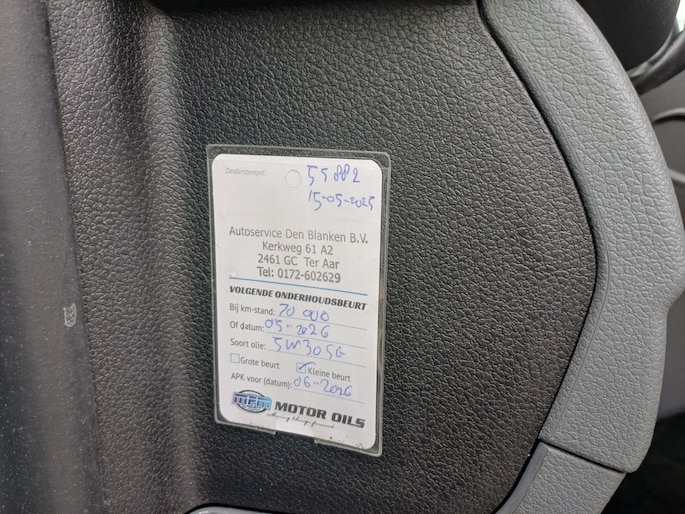 Dealerstempel:
55882
15-05-2025
Autoservice Den Blanken B.V.
Kerkweg 61 A2
2461 GC Ter Aar
Tel: 0172-602629
VOLGENDE ONDERHOUDSBEURT
Bij km-stand: 70 000
Of datum: 05-2026
Soort olie: 5W30
Grote beurt Kleine beurt
APK voor (datum): 06-2026
MPM MOTOR OILS